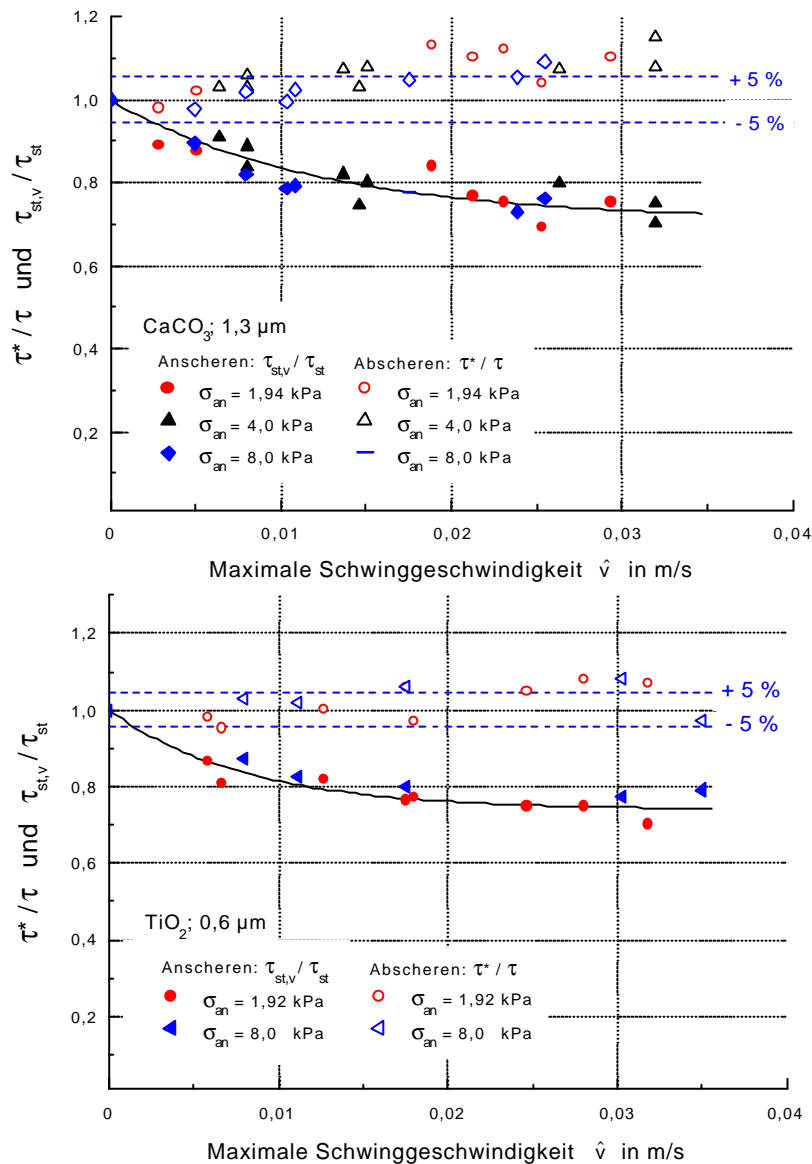 1,2
1,0
0,8
0,6
0,4
0,2
+ 5 %
- 5 %
τ*/τ und τst,v/τst
CaCO3; 1,3 µm
Anscheren: τst,v/τst Abscheren: τ*/τ
σan = 1,94 kPa σan = 1,94 kPa
σan = 4,0 kPa σan = 4,0 kPa
σan = 8,0 kPa σan = 8,0 kPa
0 0,01 0,02 0,03 0,04
Maximale Schwinggeschwindigkeit v̂ in m/s
1,2
1,0
0,8
0,6
0,4
0,2
+ 5 %
- 5 %
τ*/τ und τst,v/τst
TiO2; 0,6 µm
Anscheren: τst,v/τst Abscheren: τ*/τ
σan = 1,92 kPa σan = 1,92 kPa
σan = 8,0 kPa σan = 8,0 kPa
0 0,01 0,02 0,03 0,04
Maximale Schwinggeschwindigkeit v̂ in m/s